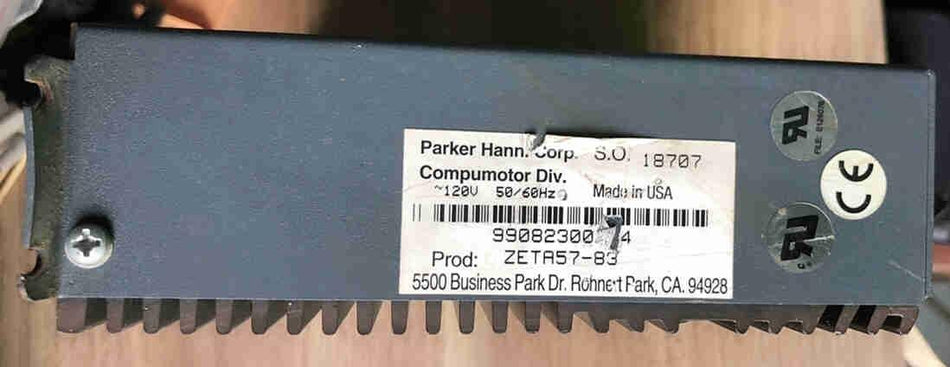 Parker Hann. Corp. S.O. 18707
Compumotor Div.
~120V 50/60Hz Made in USA
Prod: ZETA57-83
5500 Business Park Dr. Rohnert Park, CA. 94928
CE